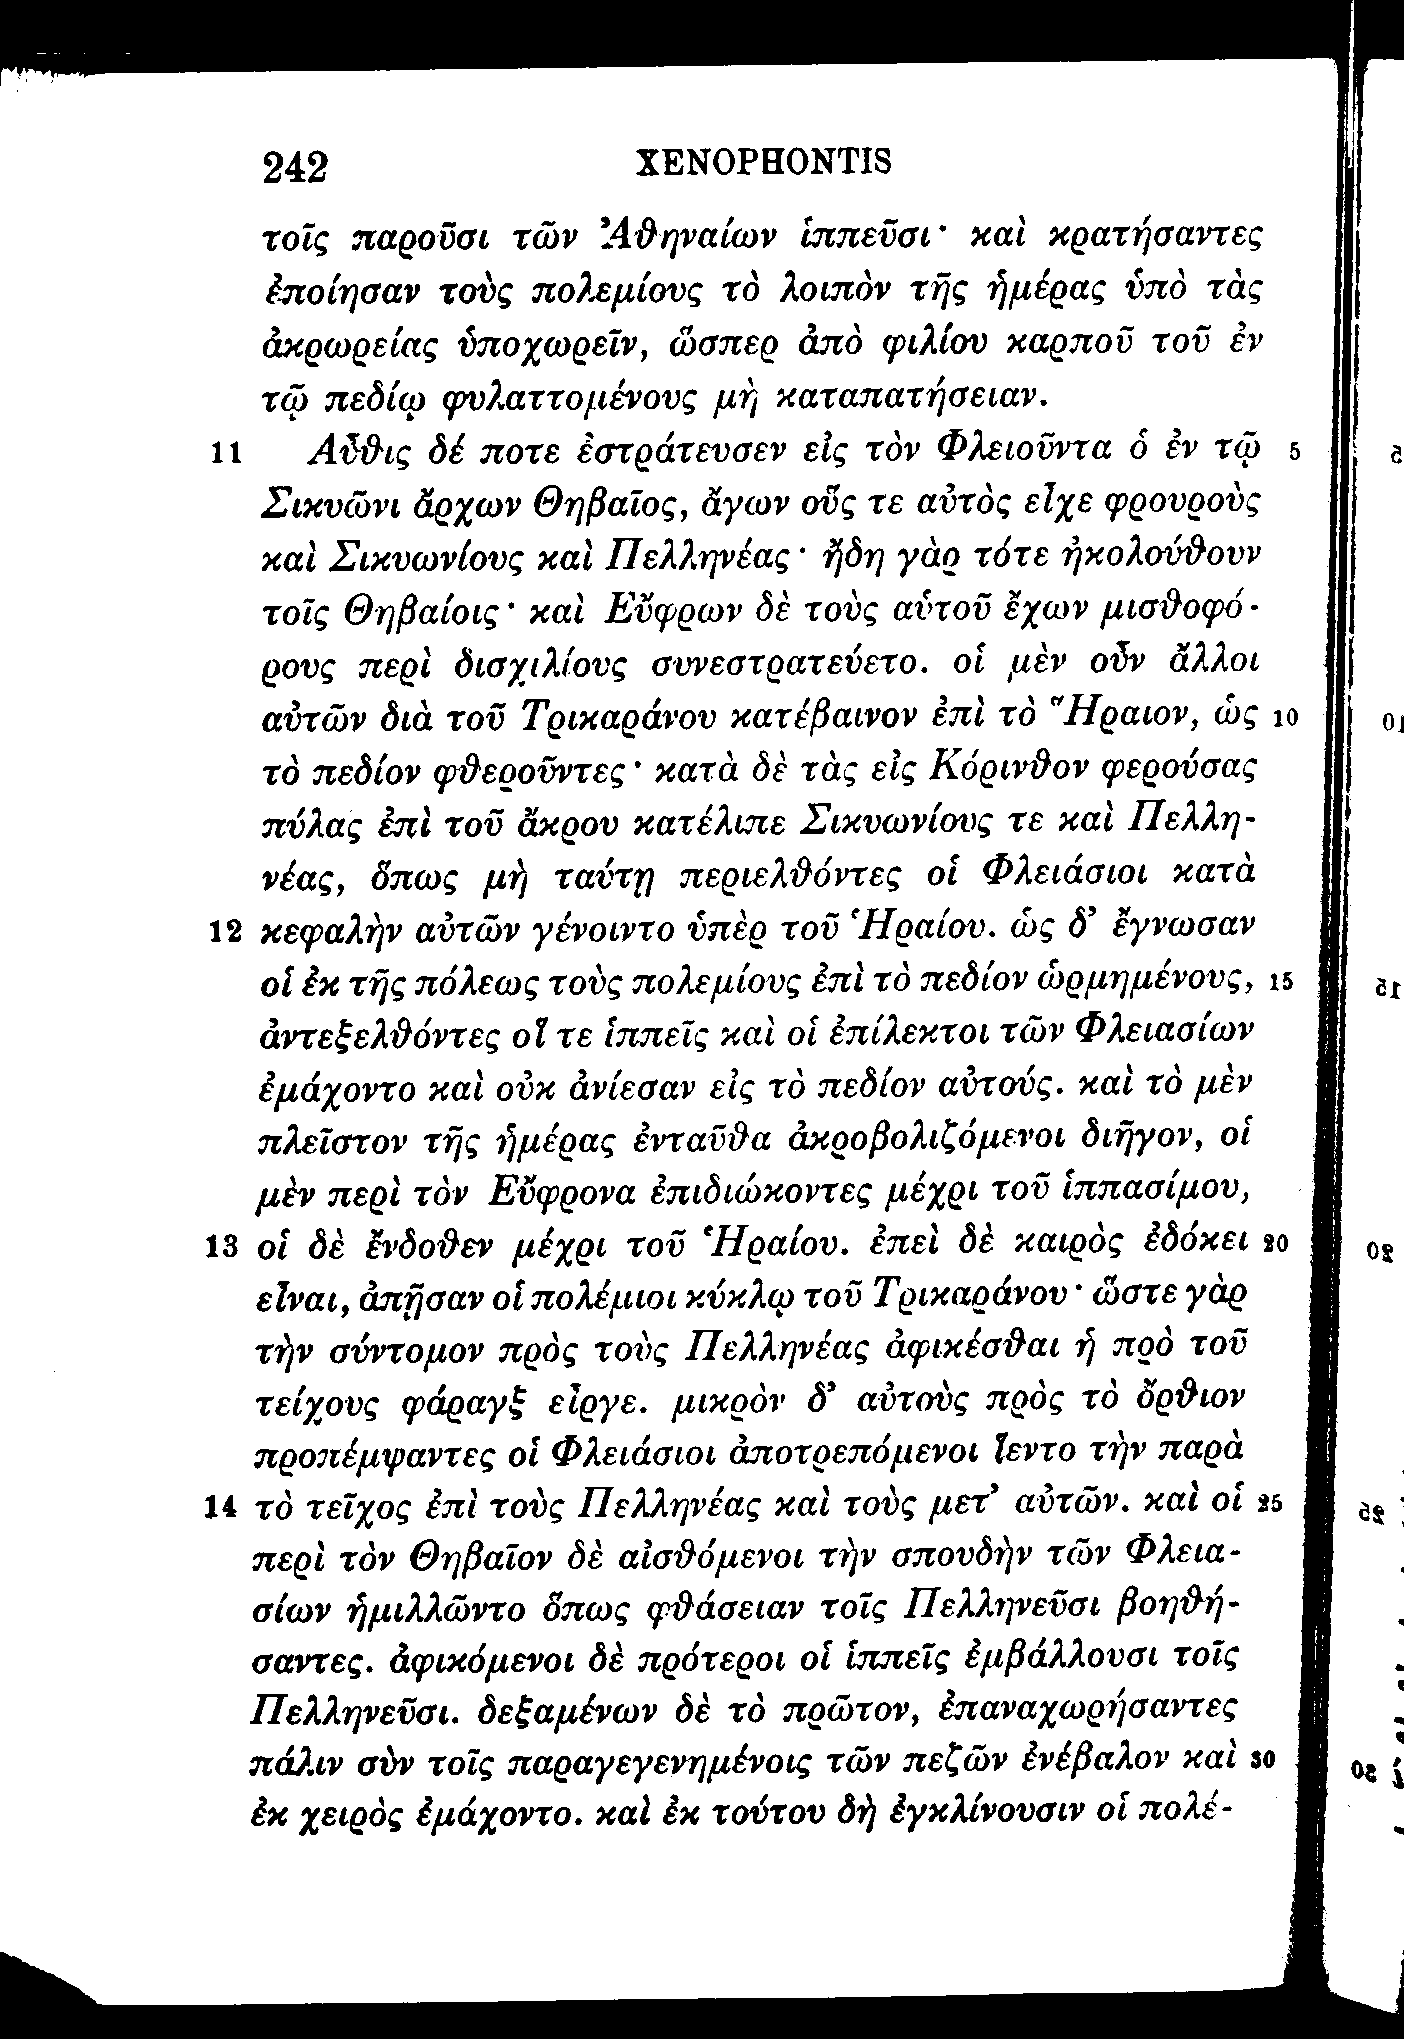 242 XENOPHONTIS
τοῖς παροῦσι τῶν Ἀθηναίων ἱππεῦσι· καὶ κρατήσαντες
ἐποίησαν τοὺς πολεμίους τὸ λοιπὸν τῆς ἡμέρας ὑπὸ τὰς
ἀκρωρείας ὑποχωρεῖν, ὥσπερ ἀπὸ φιλίου καρποῦ τοῦ ἐν
τῷ πεδίῳ φυλαττομένους μὴ καταπατήσειαν.
11 Αὖθις δέ ποτε ἐστράτευσεν εἰς τὸν Φλειοῦντα ὁ ἐν τῷ 5
Σικυῶνι ἄρχων Θηβαῖος, ἄγων οὕς τε αὐτὸς εἶχε φρουροὺς
καὶ Σικυωνίους καὶ Πελληνέας· ἤδη γὰρ τότε ἠκολούθουν
τοῖς Θηβαίοις· καὶ Εὔφρων δὲ τοὺς αὑτοῦ ἔχων μισθοφό-
ρους περὶ δισχιλίους συνεστρατεύετο. οἱ μὲν οὖν ἄλλοι
αὐτῶν διὰ τοῦ Τρικαράνου κατέβαινον ἐπὶ τὸ Ἥραιον, ὡς 10
τὸ πεδίον φθεροῦντες· κατὰ δὲ τὰς εἰς Κόρινθον φερούσας
πύλας ἐπὶ τοῦ ἄκρου κατέλιπε Σικυωνίους τε καὶ Πελλη-
νέας, ὅπως μὴ ταύτῃ περιελθόντες οἱ Φλειάσιοι κατὰ
12 κεφαλὴν αὐτῶν γένοιντο ὑπὲρ τοῦ Ἡραίου. ὡς δ’ ἔγνωσαν
οἱ ἐκ τῆς πόλεως τοὺς πολεμίους ἐπὶ τὸ πεδίον ὡρμημένους, 15
ἀντεξελθόντες οἵ τε ἱππεῖς καὶ οἱ ἐπίλεκτοι τῶν Φλειασίων
ἐμάχοντο καὶ οὐκ ἀνίεσαν εἰς τὸ πεδίον αὐτούς. καὶ τὸ μὲν
πλεῖστον τῆς ἡμέρας ἐνταῦθα ἀκροβολιζόμενοι διῆγον, οἱ
μὲν περὶ τὸν Εὔφρονα ἐπιδιώκοντες μέχρι τοῦ ἱππασίμου,
13 οἱ δὲ ἔνδοθεν μέχρι τοῦ Ἡραίου. ἐπεὶ δὲ καιρὸς ἐδόκει 20
εἶναι, ἀπῇσαν οἱ πολέμιοι κύκλῳ τοῦ Τρικαράνου· ὥστε γὰρ
τὴν σύντομον πρὸς τοὺς Πελληνέας ἀφικέσθαι ἡ πρὸ τοῦ
τείχους φάραγξ εἶργε. μικρὸν δ’ αὐτοὺς πρὸς τὸ ὄρθιον
προπέμψαντες οἱ Φλειάσιοι ἀποτρεπόμενοι ἵεντο τὴν παρὰ
14 τὸ τεῖχος ἐπὶ τοὺς Πελληνέας καὶ τοὺς μετ’ αὐτῶν. καὶ οἱ 25
περὶ τὸν Θηβαῖον δὲ αἰσθόμενοι τὴν σπουδὴν τῶν Φλεια-
σίων ἡμιλλῶντο ὅπως φθάσειαν τοῖς Πελληνεῦσι βοηθή-
σαντες. ἀφικόμενοι δὲ πρότεροι οἱ ἱππεῖς ἐμβάλλουσι τοῖς
Πελληνεῦσι. δεξαμένων δὲ τὸ πρῶτον, ἐπαναχωρήσαντες
πάλιν σὺν τοῖς παραγεγενημένοις τῶν πεζῶν ἐνέβαλον καὶ 30
ἐκ χειρὸς ἐμάχοντο. καὶ ἐκ τούτου δὴ ἐγκλίνουσιν οἱ πολέ-